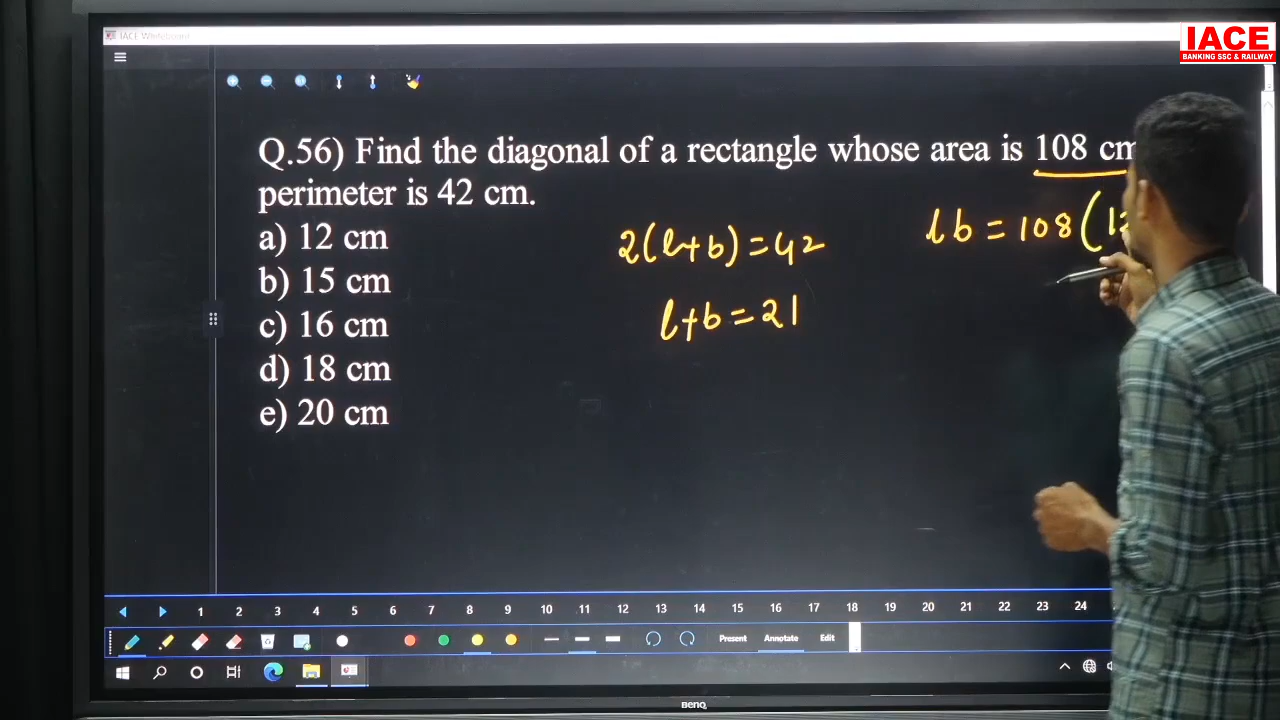 IACE
BANKING SSC & RAILWAY
IACE Whiteboard
Q.56) Find the diagonal of a rectangle whose area is 108 cm
perimeter is 42 cm.
a) 12 cm
b) 15 cm
c) 16 cm
d) 18 cm
e) 20 cm
2(l+b)=42
l+b=21
lb=108(12
1 2 3 4 5 6 7 8 9 10 11 12 13 14 15 16 17 18 19 20 21 22 23 24
Present Annotate Edit
BenQ